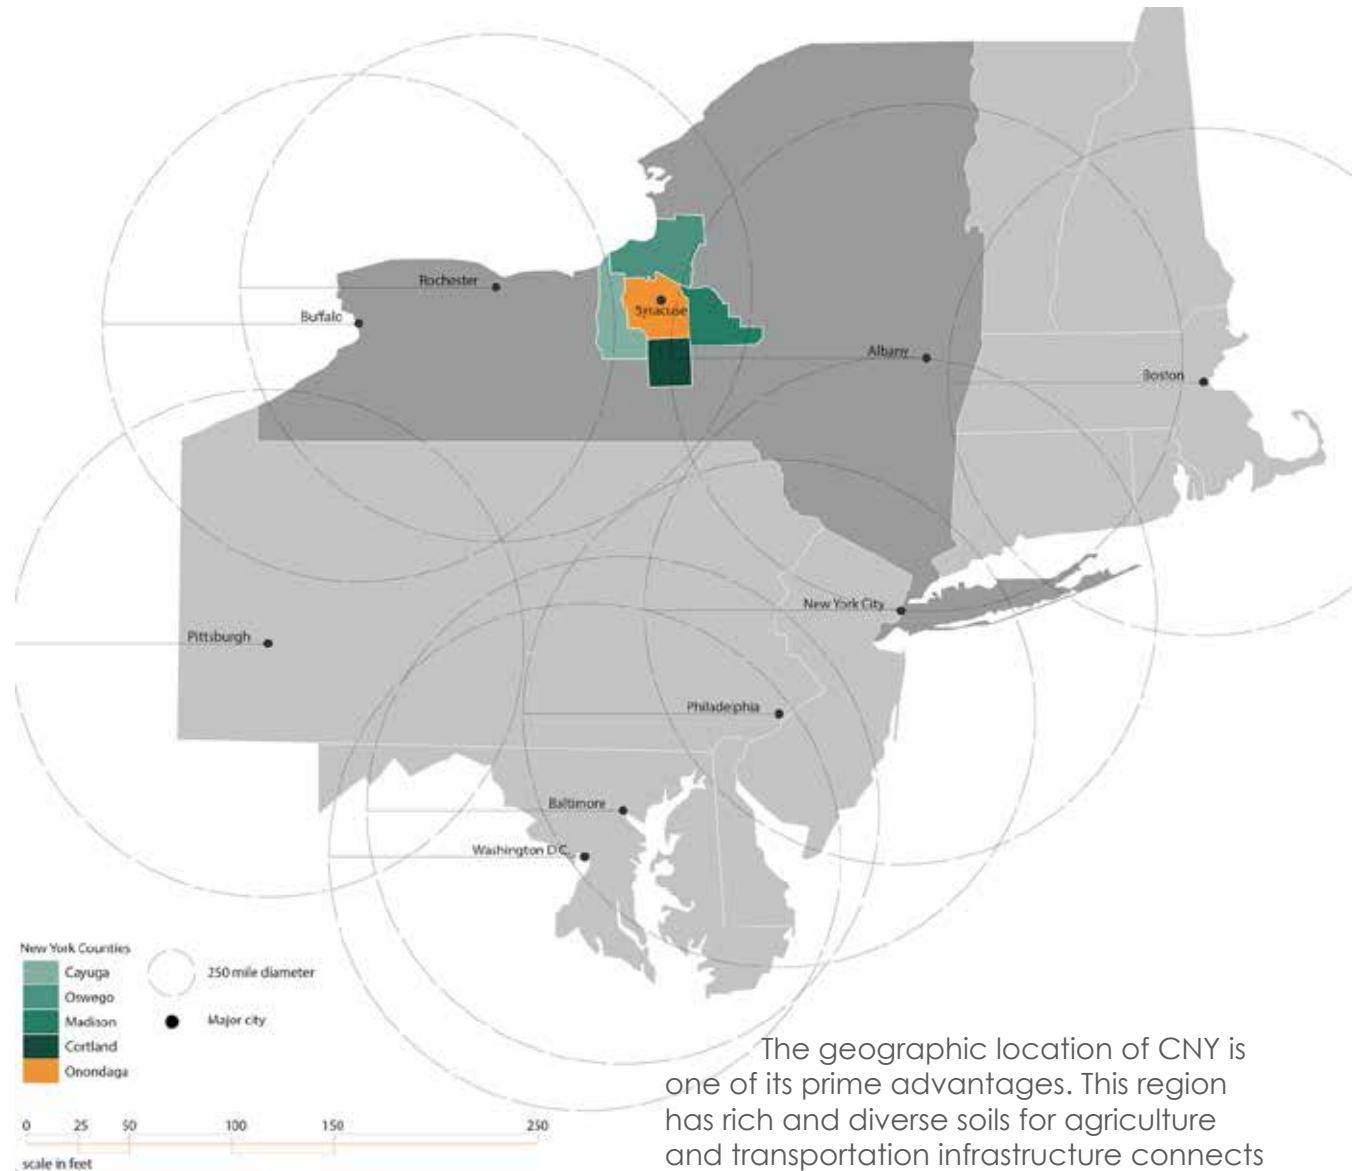 Rochester
Buffalo
Syracuse
Albany
Boston
New York City
Pittsburgh
Philadelphia
Baltimore
Washington D.C.
New York Counties
Cayuga
Oswego
Madison
Cortland
Onondaga
250 mile diameter
Major city
0 25 50 100 150 250
scale in feet
The geographic location of CNY is
one of its prime advantages. This region
has rich and diverse soils for agriculture
and transportation infrastructure connects